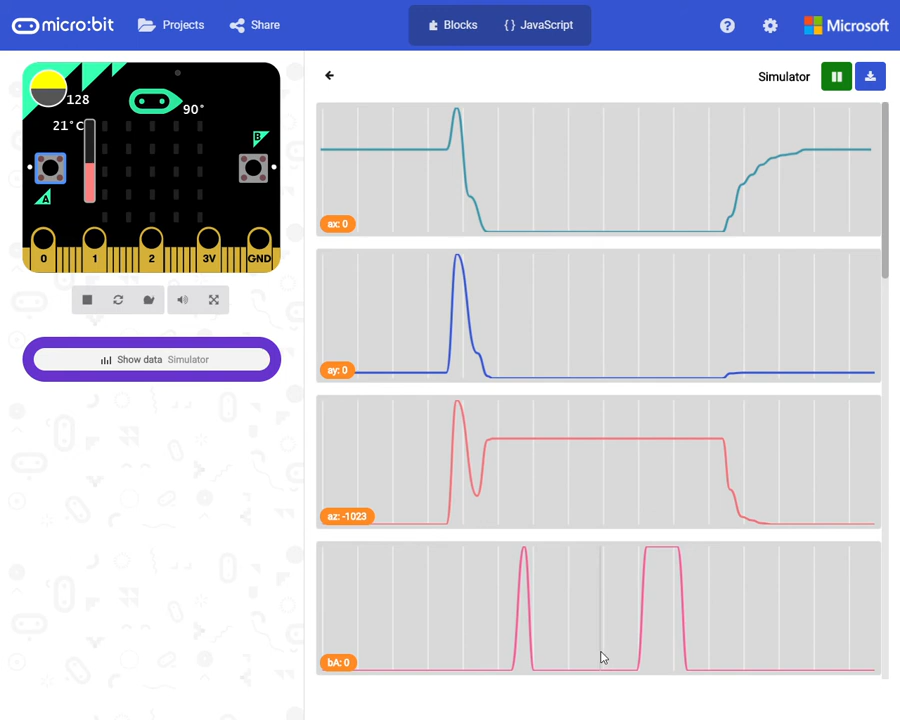 micro:bit
Projects
Share
Blocks
{ } JavaScript
Microsoft
128
90°
21°C
B
A
0
1
2
3V
GND
Show data Simulator
Simulator
ax: 0
ay: 0
az: -1023
bA: 0